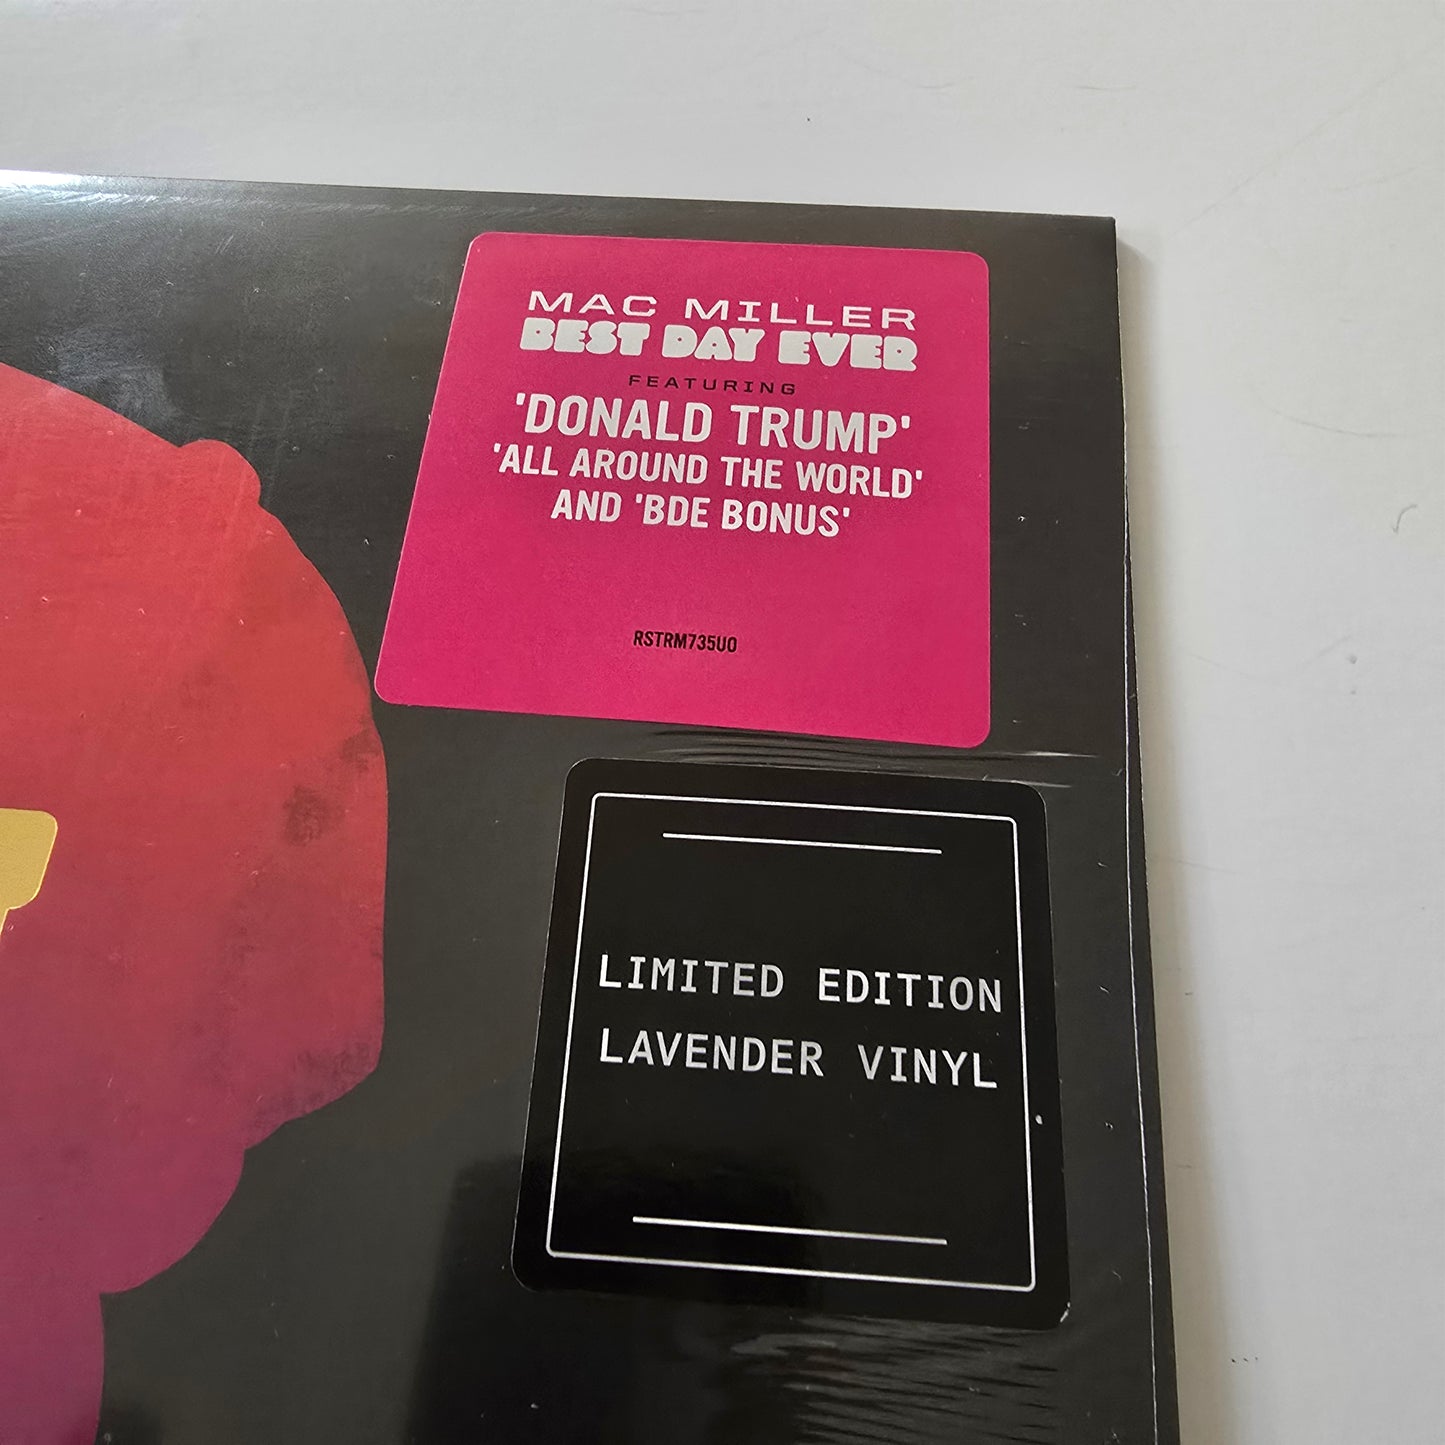 MAC MILLER
BEST DAY EVER
FEATURING
'DONALD TRUMP'
'ALL AROUND THE WORLD'
AND 'BDE BONUS'
RSTRM735UO
LIMITED EDITION
LAVENDER VINYL